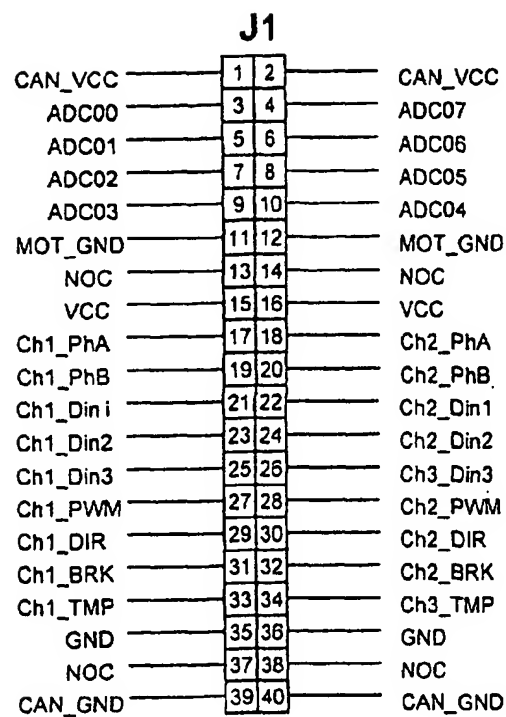 J1
CAN_VCC 1 2 CAN_VCC
ADC00 3 4 ADC07
ADC01 5 6 ADC06
ADC02 7 8 ADC05
ADC03 9 10 ADC04
MOT_GND 11 12 MOT_GND
NOC 13 14 NOC
VCC 15 16 VCC
Ch1_PhA 17 18 Ch2_PhA
Ch1_PhB 19 20 Ch2_PhB
Ch1_Din i 21 22 Ch2_Din1
Ch1_Din2 23 24 Ch2_Din2
Ch1_Din3 25 26 Ch3_Din3
Ch1_PWM 27 28 Ch2_PWM
Ch1_DIR 29 30 Ch2_DIR
Ch1_BRK 31 32 Ch2_BRK
Ch1_TMP 33 34 Ch3_TMP
GND 35 36 GND
NOC 37 38 NOC
CAN_GND 39 40 CAN_GND